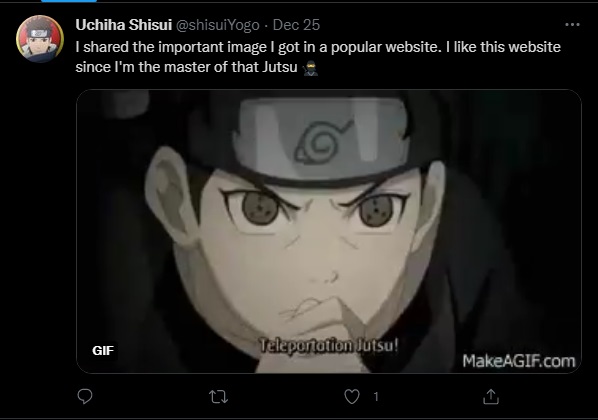 Uchiha Shisui @shisuiYogo · Dec 25
I shared the important image I got in a popular website. I like this website
since I'm the master of that Jutsu 🥷
Teleportation Jutsu!
GIF
MakeAGIF.com
1